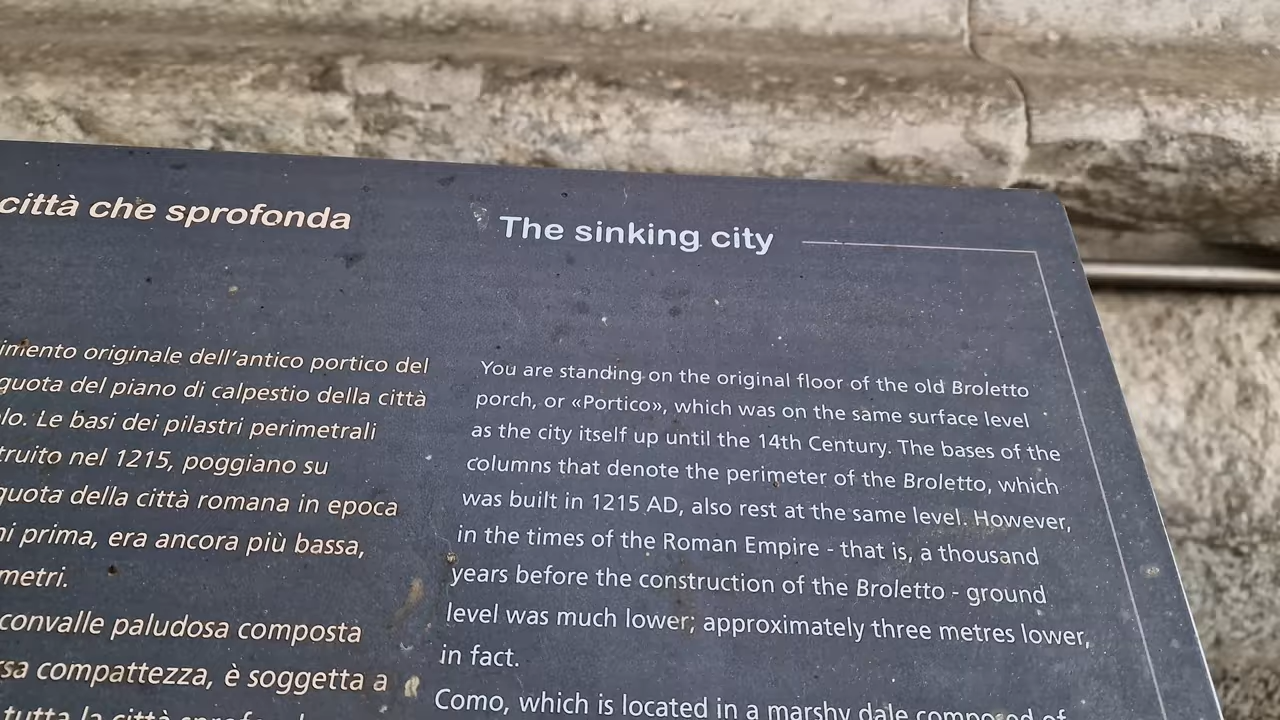 città che sprofonda
imento originale dell'antico portico del
quota del piano di calpestio della città
lo. Le basi dei pilastri perimetrali
truito nel 1215, poggiano su
quota della città romana in epoca
ni prima, era ancora più bassa,
metri.
convalle paludosa composta
rsa compattezza, è soggetta a
tutta la città
The sinking city
You are standing on the original floor of the old Broletto
porch, or «Portico», which was on the same surface level
as the city itself up until the 14th Century. The bases of the
columns that denote the perimeter of the Broletto, which
was built in 1215 AD, also rest at the same level. However,
in the times of the Roman Empire - that is, a thousand
years before the construction of the Broletto - ground
level was much lower; approximately three metres lower,
in fact.
Como, which is located in a marshy dale composed of